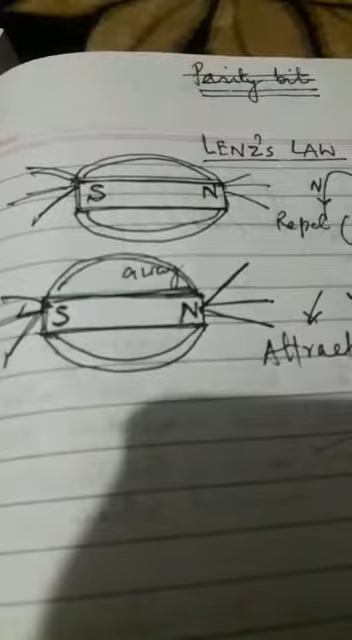 Parity bit
LENZ'S LAW
S N
N
Repel (
away
S N
Attract